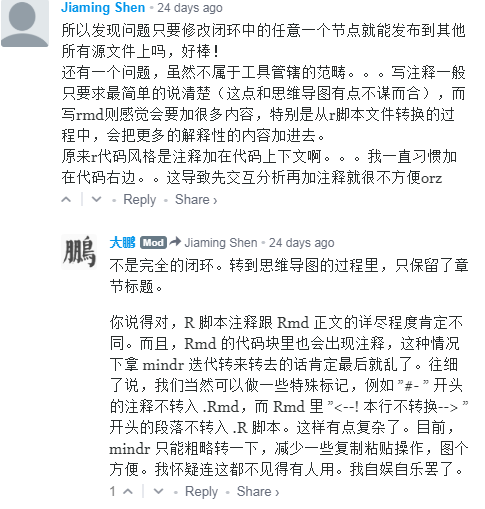 Jiaming Shen • 24 days ago
所以发现问题只要修改闭环中的任意一个节点就能发布到其他
所有源文件上吗，好棒！
还有一个问题，虽然不属于工具管辖的范畴。。。写注释一般
只要求最简单的说清楚（这点和思维导图有点不谋而合），而
写rmd则感觉会要加很多内容，特别是从r脚本文件转换的过
程中，会把更多的解释性的内容加进去。
原来r代码风格是注释加在代码上下文啊。。。我一直习惯加
在代码右边。。这导致先交互分析再加注释就很不方便orz
• Reply • Share ›
鵬
大鹏 Mod Jiaming Shen • 24 days ago
不是完全的闭环。转到思维导图的过程里，只保留了章
节标题。
你说得对，R 脚本注释跟 Rmd 正文的详尽程度肯定不
同。而且，Rmd 的代码块里也会出现注释，这种情况
下拿 mindr 迭代转来转去的话肯定最后就乱了。往细
了说，我们当然可以做一些特殊标记，例如 "#- " 开头
的注释不转入 .Rmd，而 Rmd 里 "<--! 本行不转换--> "
开头的段落不转入 .R 脚本。这样有点复杂了。目前，
mindr 只能粗略转一下，减少一些复制粘贴操作，图个
方便。我怀疑连这都不见得有人用。我自娱自乐罢了。
1 • Reply • Share ›